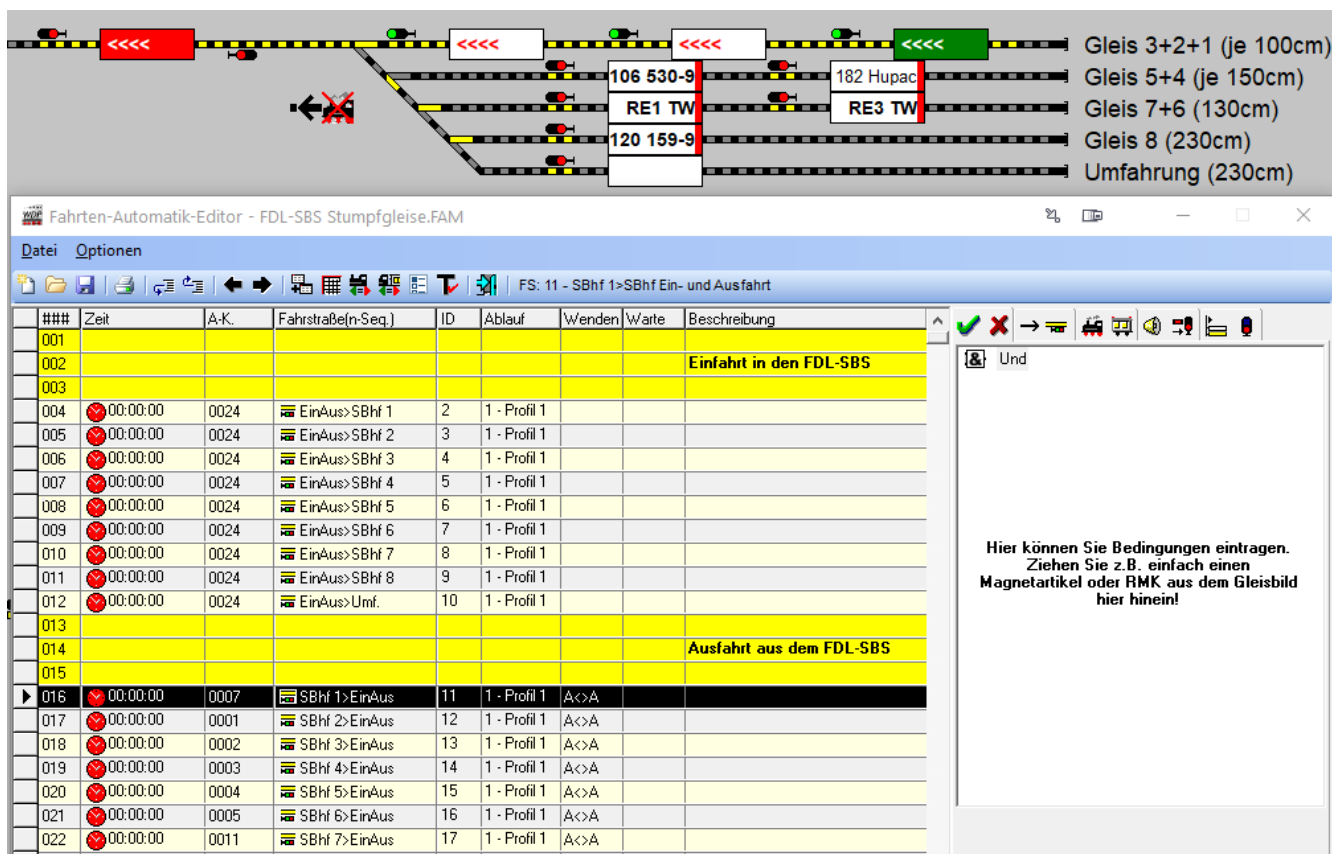 <<<< <<<< <<<< <<<< Gleis 3+2+1 (je 100cm)
106 530-9 182 Hupac Gleis 5+4 (je 150cm)
RE1 TW RE3 TW Gleis 7+6 (130cm)
120 159-9 Gleis 8 (230cm)
Umfahrung (230cm)
WDP Fahrten-Automatik-Editor - FDL-SBS Stumpfgleise.FAM
Datei Optionen
FS: 11 - SBhf 1>SBhf Ein- und Ausfahrt
### Zeit A-K. Fahrstraße(n-Seq.) ID Ablauf Wenden Warte Beschreibung
001
002 Einfahrt in den FDL-SBS
003
004 00:00:00 0024 EinAus>SBhf 1 2 1 - Profil 1
005 00:00:00 0024 EinAus>SBhf 2 3 1 - Profil 1
006 00:00:00 0024 EinAus>SBhf 3 4 1 - Profil 1
007 00:00:00 0024 EinAus>SBhf 4 5 1 - Profil 1
008 00:00:00 0024 EinAus>SBhf 5 6 1 - Profil 1
009 00:00:00 0024 EinAus>SBhf 6 7 1 - Profil 1
010 00:00:00 0024 EinAus>SBhf 7 8 1 - Profil 1
011 00:00:00 0024 EinAus>SBhf 8 9 1 - Profil 1
012 00:00:00 0024 EinAus>Umf. 10 1 - Profil 1
013
014 Ausfahrt aus dem FDL-SBS
015
016 00:00:00 0007 SBhf 1>EinAus 11 1 - Profil 1 A<>A
017 00:00:00 0001 SBhf 2>EinAus 12 1 - Profil 1 A<>A
018 00:00:00 0002 SBhf 3>EinAus 13 1 - Profil 1 A<>A
019 00:00:00 0003 SBhf 4>EinAus 14 1 - Profil 1 A<>A
020 00:00:00 0004 SBhf 5>EinAus 15 1 - Profil 1 A<>A
021 00:00:00 0005 SBhf 6>EinAus 16 1 - Profil 1 A<>A
022 00:00:00 0011 SBhf 7>EinAus 17 1 - Profil 1 A<>A
& Und
Hier können Sie Bedingungen eintragen.
Ziehen Sie z.B. einfach einen
Magnetartikel oder RMK aus dem Gleisbild
hier hinein!